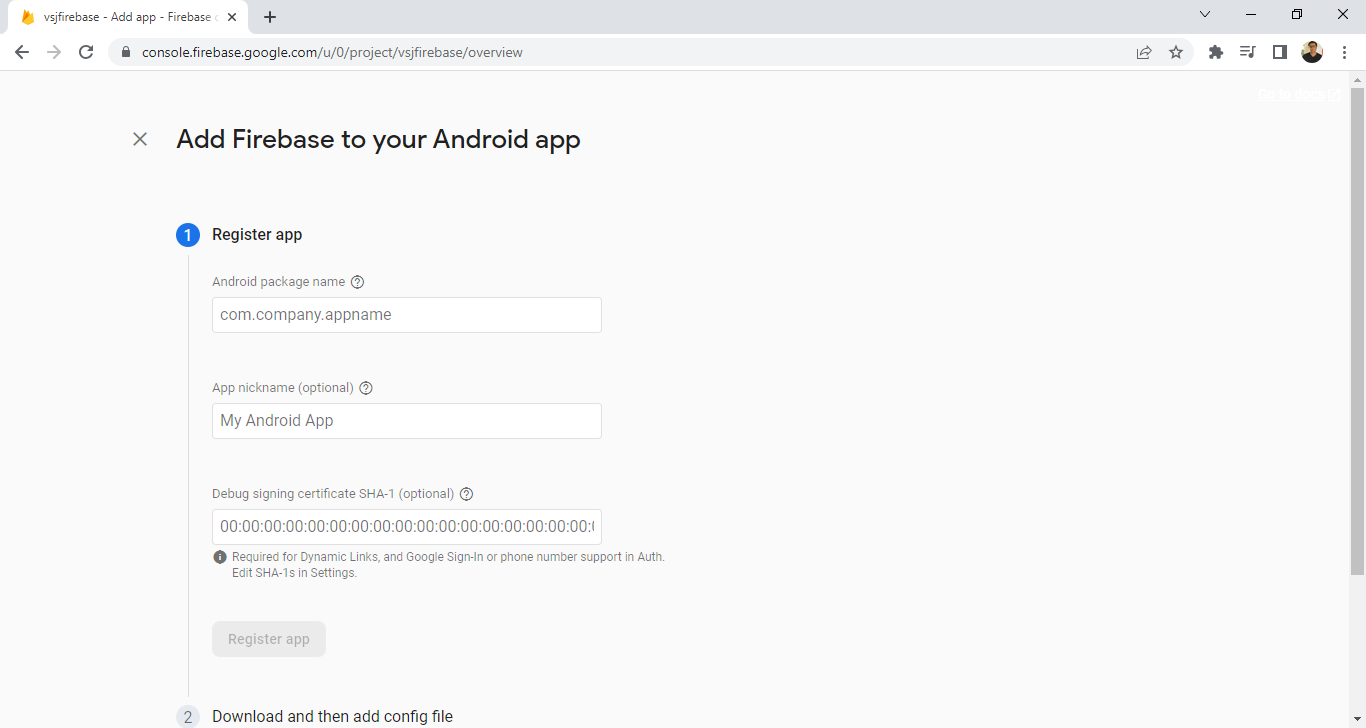 vsjfirebase - Add app - Firebase c
console.firebase.google.com/u/0/project/vsjfirebase/overview
Go to docs
Add Firebase to your Android app
1 Register app
Android package name
com.company.appname
App nickname (optional)
My Android App
Debug signing certificate SHA-1 (optional)
00:00:00:00:00:00:00:00:00:00:00:00:00:00:00:00:00:
Required for Dynamic Links, and Google Sign-In or phone number support in Auth.
Edit SHA-1s in Settings.
Register app
2 Download and then add config file